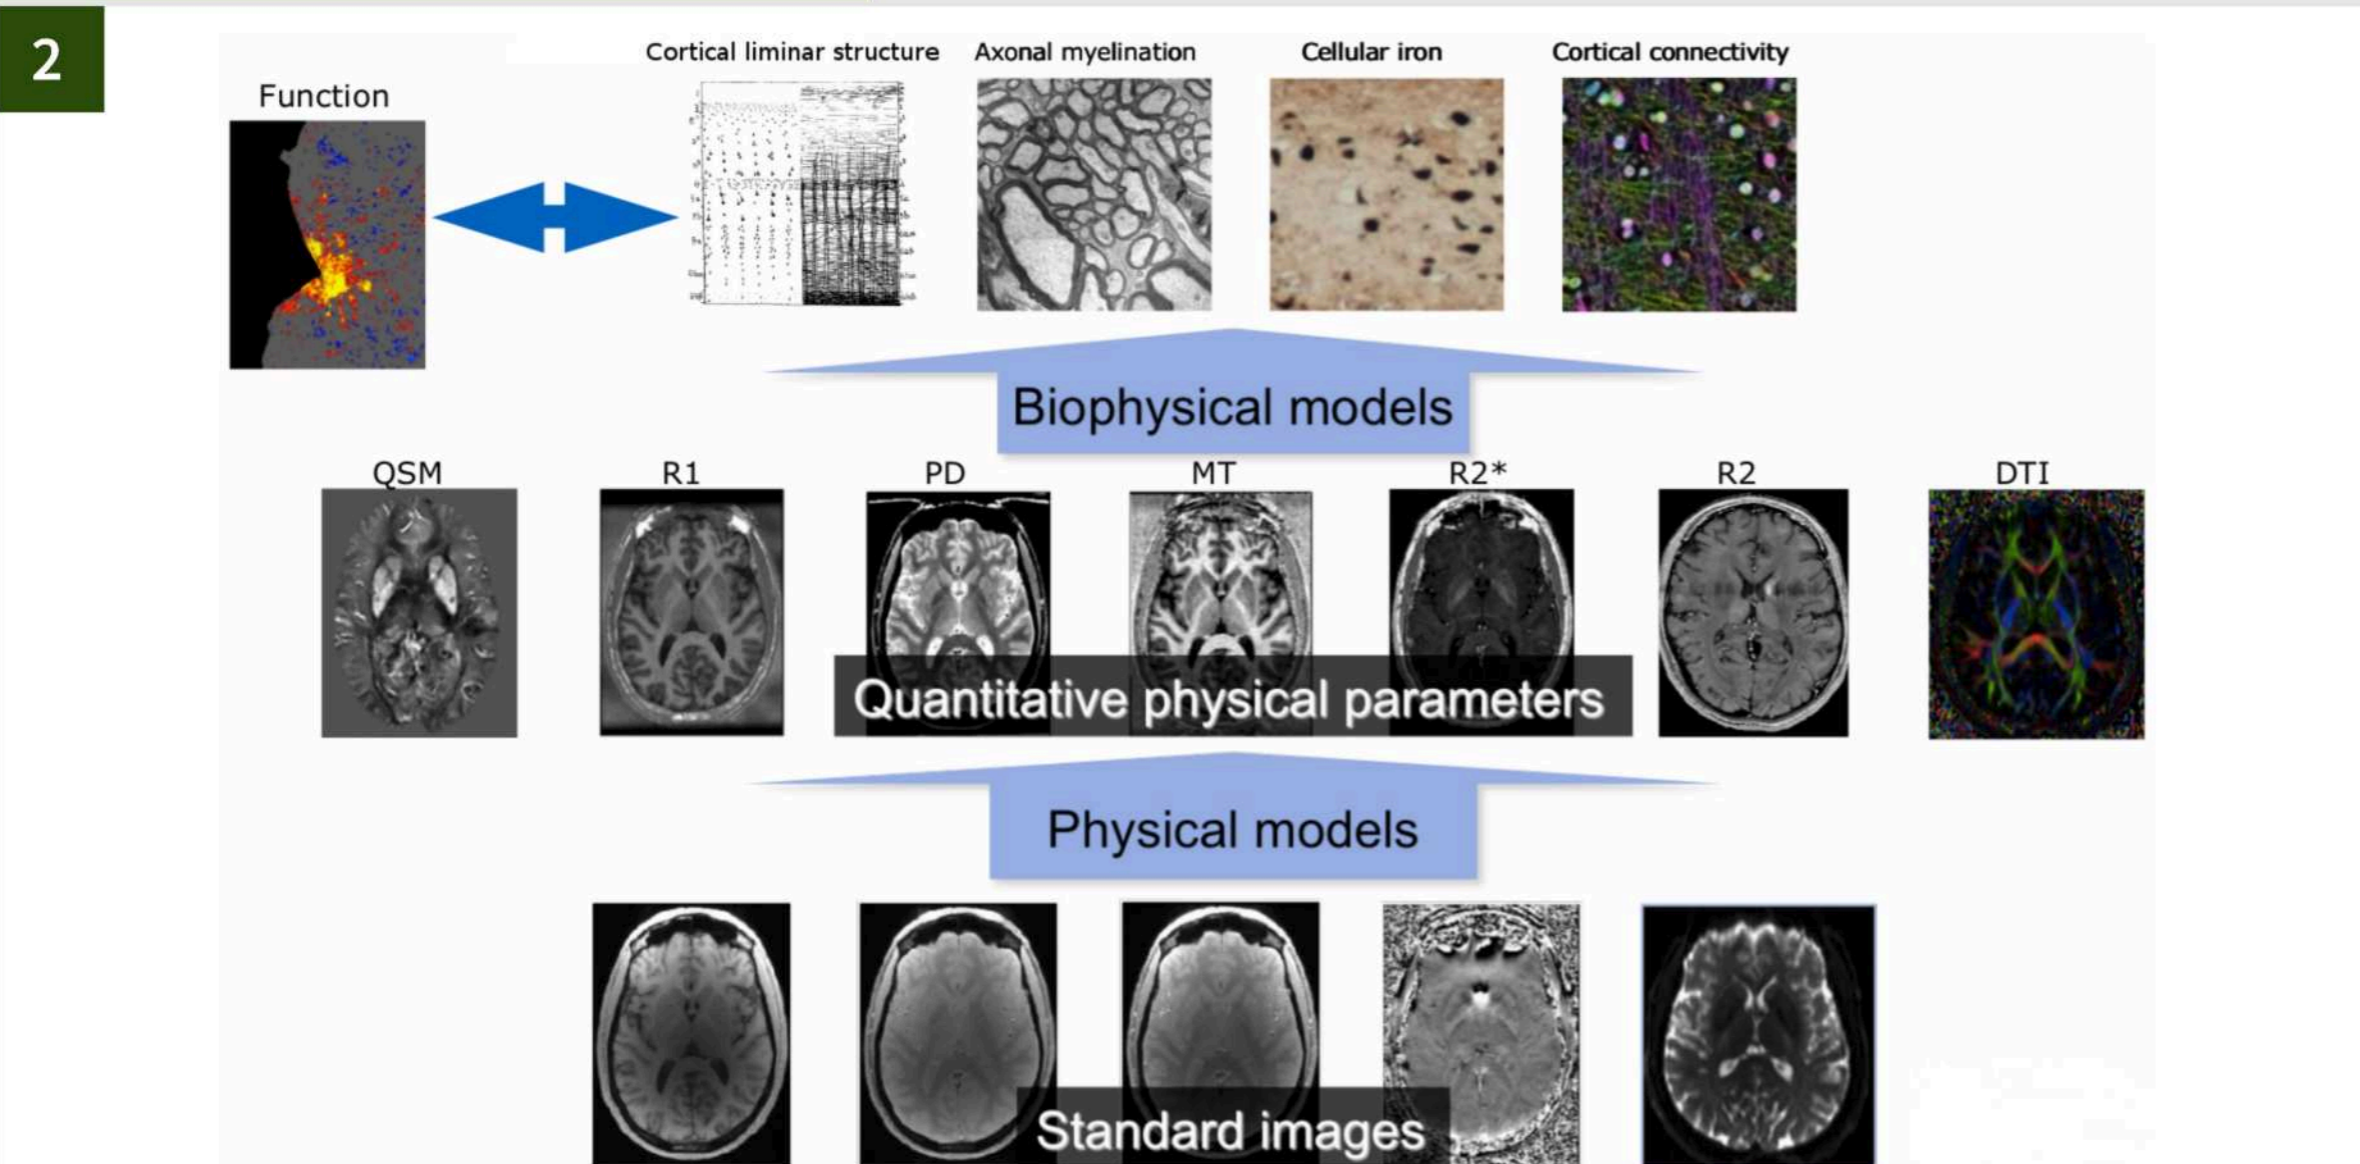 2
Function
Cortical liminar structure
Axonal myelination
Cellular iron
Cortical connectivity
Biophysical models
QSM
R1
PD
MT
R2*
R2
DTI
Quantitative physical parameters
Physical models
Standard images